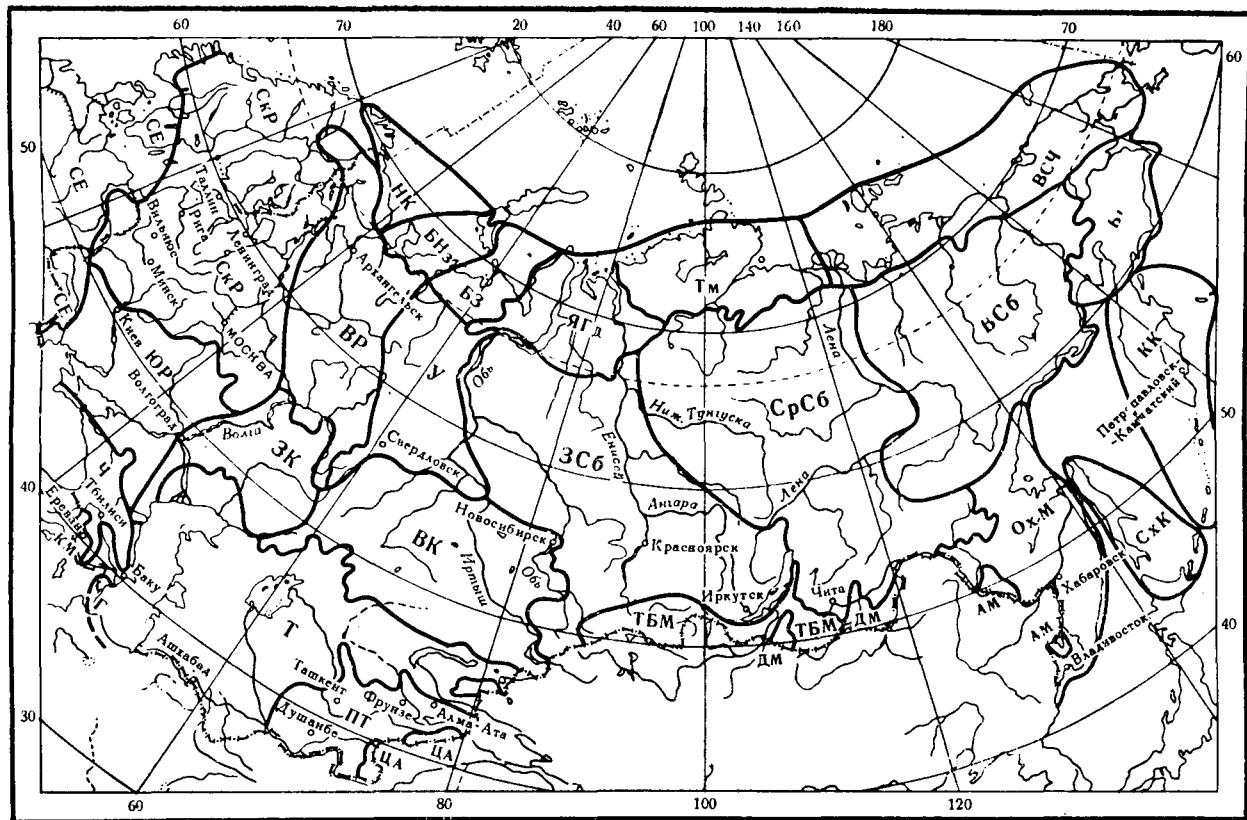 60 70 20 40 60 100 140 160 180 70 60
50
40
30
50
40
60 80 100 120
СЕ
СЕ
СЕ
СкР
СкР
Таллин
Рига
Вильнюс
Минск
Ленинград
МОСКВА
Киев
ЮР
Волгоград
Волга
ЗК
ВР
Архангельск
НК
БНЗ
БЗ
У
Обь
ЯГд
Тм
Лена
ВСЧ
КК
Петропавловск-
Камчатский
СрСб
Ниж. Тунгуска
Енисей
ЗСб
Ангара
Лена
Свердловск
Новосибирск
Красноярск
Иркутск
Чита
ВК
Иртыш
Обь
ТБМ
ТБМ
ДМ
ДМ
Р
Ох-М
СхК
Хабаровск
АМ
АМ
Владивосток
Ч
Тбилиси
Ереван
КМ
Баку
Г
Т
Ашхабад
Ташкент
Фрунзе
Алма-Ата
Душанбе
ПТ
ЦА
ЦА